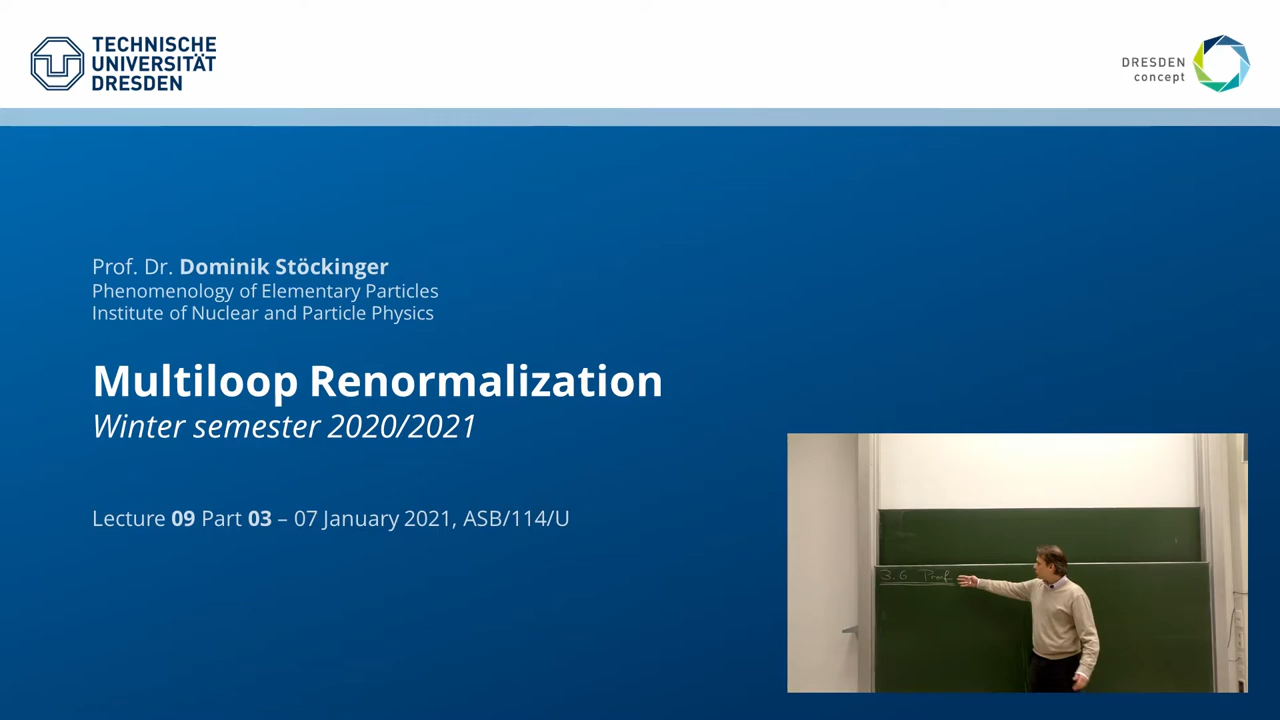 TECHNISCHE
UNIVERSITÄT
DRESDEN
DRESDEN
concept
Prof. Dr. Dominik Stöckinger
Phenomenology of Elementary Particles
Institute of Nuclear and Particle Physics
Multiloop Renormalization
Winter semester 2020/2021
Lecture 09 Part 03 – 07 January 2021, ASB/114/U
3.6 Proof